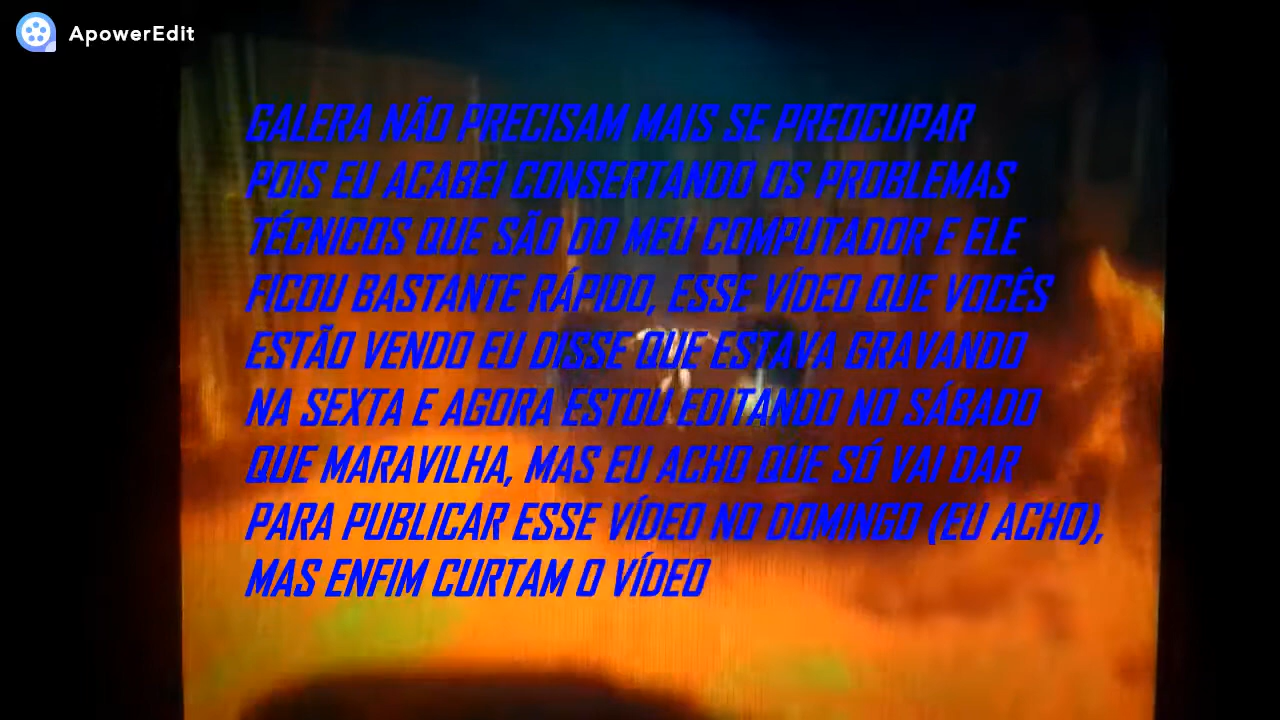 ApowerEdit
GALERA NÃO PRECISAM MAIS SE PREOCUPAR
POIS EU ACABEI CONSERTANDO OS PROBLEMAS
TÉCNICOS QUE SÃO DO MEU COMPUTADOR E ELE
FICOU BASTANTE RÁPIDO, ESSE VÍDEO QUE VOCÊS
ESTÃO VENDO EU DISSE QUE ESTAVA GRAVANDO
NA SEXTA E AGORA ESTOU EDITANDO NO SÁBADO
QUE MARAVILHA, MAS EU ACHO QUE SÓ VAI DAR
PARA PUBLICAR ESSE VÍDEO NO DOMINGO (EU ACHO),
MAS ENFIM CURTAM O VÍDEO